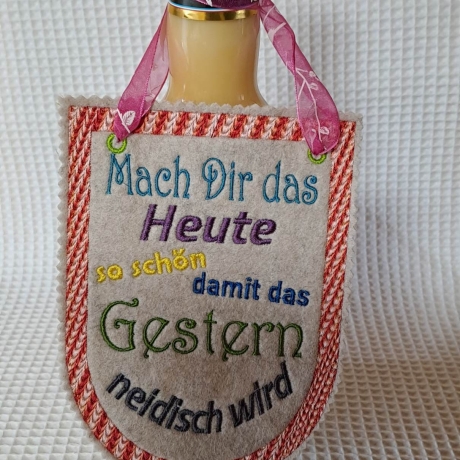 Mach Dir das
Heute
so schön
damit das
Gestern
neidisch wird